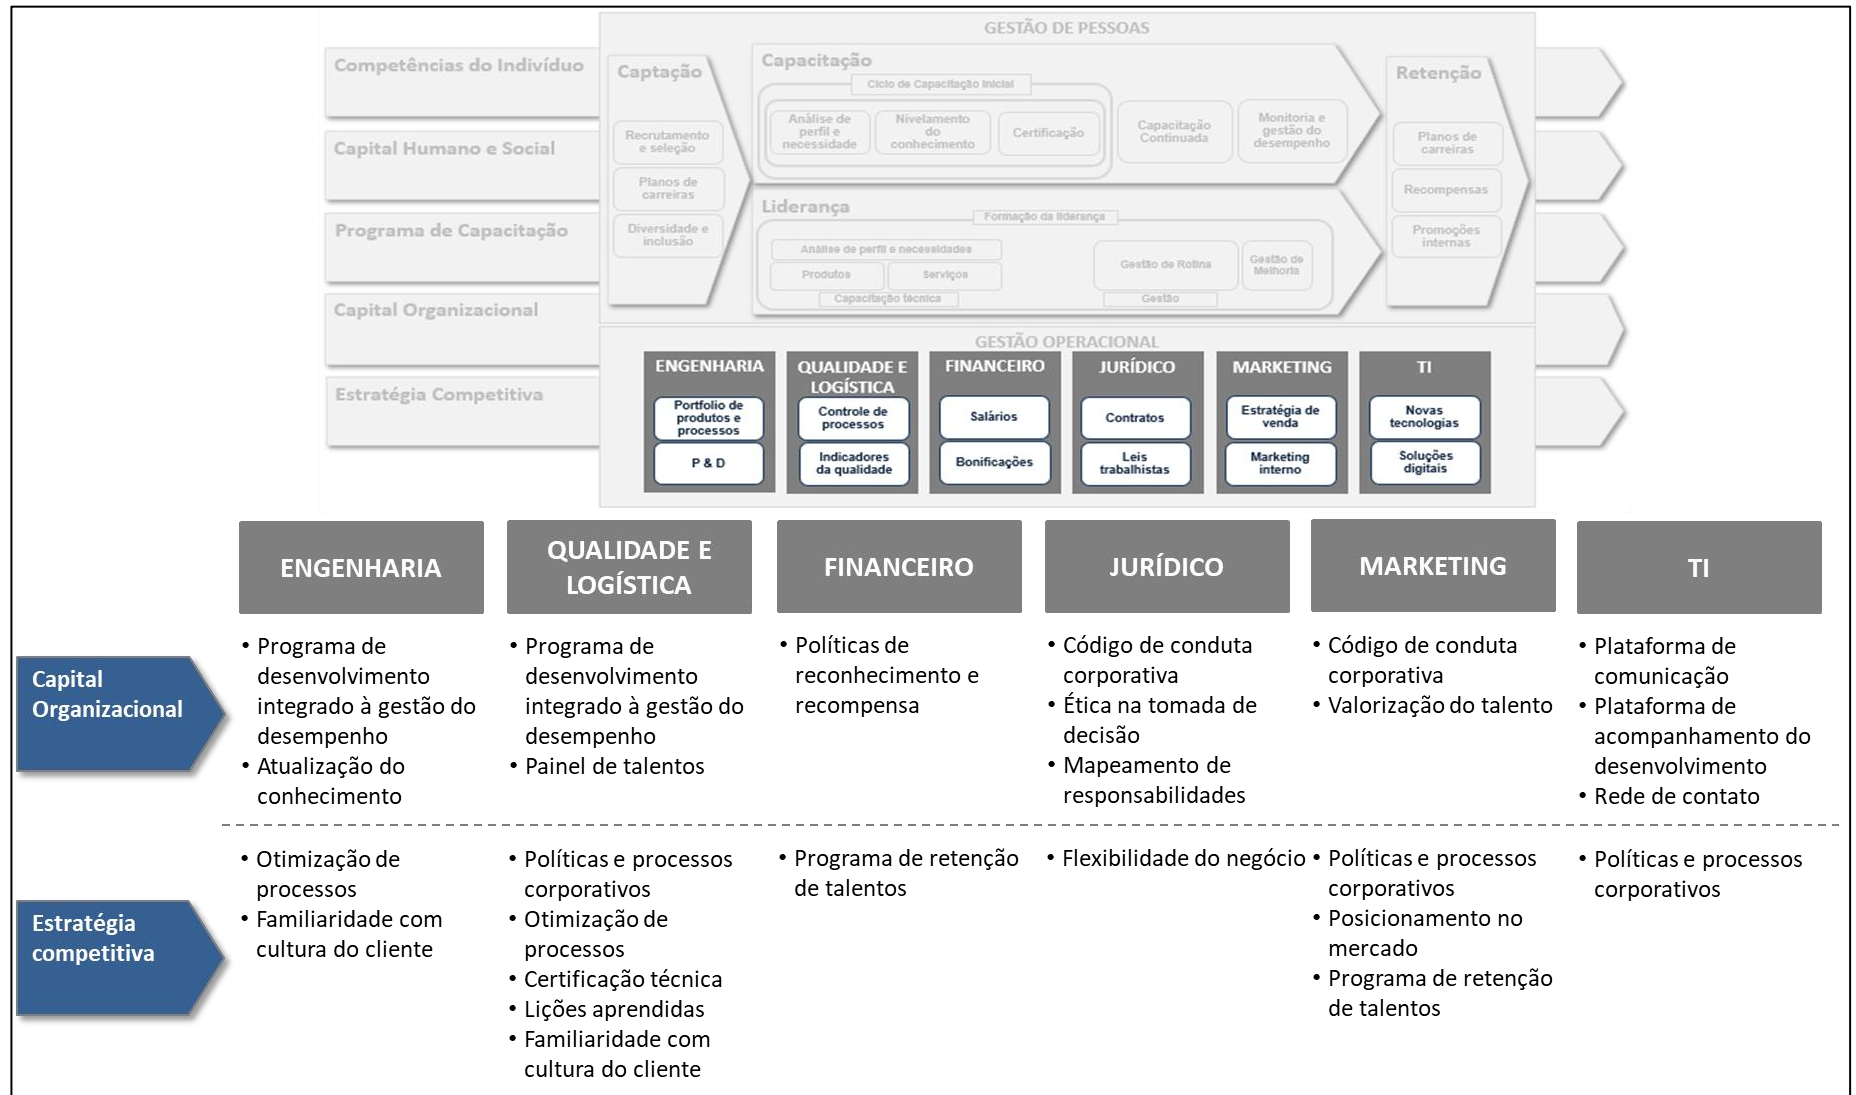 GESTÃO DE PESSOAS
Competências do Indivíduo
Capital Humano e Social
Programa de Capacitação
Capital Organizacional
Estratégia Competitiva
Captação
Recrutamento
e seleção
Planos de
carreiras
Diversidade e
inclusão
Capacitação
Ciclo de Capacitação Inicial
Análise de
perfil e
necessidade
Nivelamento
do
conhecimento
Certificação
Capacitação
Continuada
Monitoria e
gestão do
desempenho
Liderança
Formação da liderança
Análise de perfil e necessidades
Produtos
Serviços
Capacitação técnica
Gestão de Rotina
Gestão de
Melhoria
Gestão
Retenção
Planos de
carreiras
Recompensas
Promoções
internas
GESTÃO OPERACIONAL
ENGENHARIA
Portfolio de
produtos e
processos
P & D
QUALIDADE E
LOGÍSTICA
Controle de
processos
Indicadores
da qualidade
FINANCEIRO
Salários
Bonificações
JURÍDICO
Contratos
Leis
trabalhistas
MARKETING
Estratégia de
venda
Marketing
interno
TI
Novas
tecnologias
Soluções
digitais
ENGENHARIA
QUALIDADE E
LOGÍSTICA
FINANCEIRO
JURÍDICO
MARKETING
TI
Capital
Organizacional
• Programa de
desenvolvimento
integrado à gestão do
desempenho
• Atualização do
conhecimento
• Programa de
desenvolvimento
integrado à gestão do
desempenho
• Painel de talentos
• Políticas de
reconhecimento e
recompensa
• Código de conduta
corporativa
• Ética na tomada de
decisão
• Mapeamento de
responsabilidades
• Código de conduta
corporativa
• Valorização do talento
• Plataforma de
comunicação
• Plataforma de
acompanhamento do
desenvolvimento
• Rede de contato
Estratégia
competitiva
• Otimização de
processos
• Familiaridade com
cultura do cliente
• Políticas e processos
corporativos
• Otimização de
processos
• Certificação técnica
• Lições aprendidas
• Familiaridade com
cultura do cliente
• Programa de retenção
de talentos
• Flexibilidade do negócio
• Políticas e processos
corporativos
• Posicionamento no
mercado
• Programa de retenção
de talentos
• Políticas e processos
corporativos